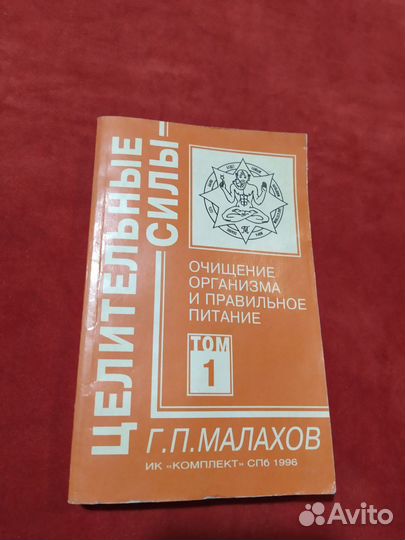 ЦЕЛИТЕЛЬНЫЕ
СИЛЫ
ОЧИЩЕНИЕ
ОРГАНИЗМА
И ПРАВИЛЬНОЕ
ПИТАНИЕ
ТОМ
1
Г.П.МАЛАХОВ
ИК «КОМПЛЕКТ» СПб 1996
Avito